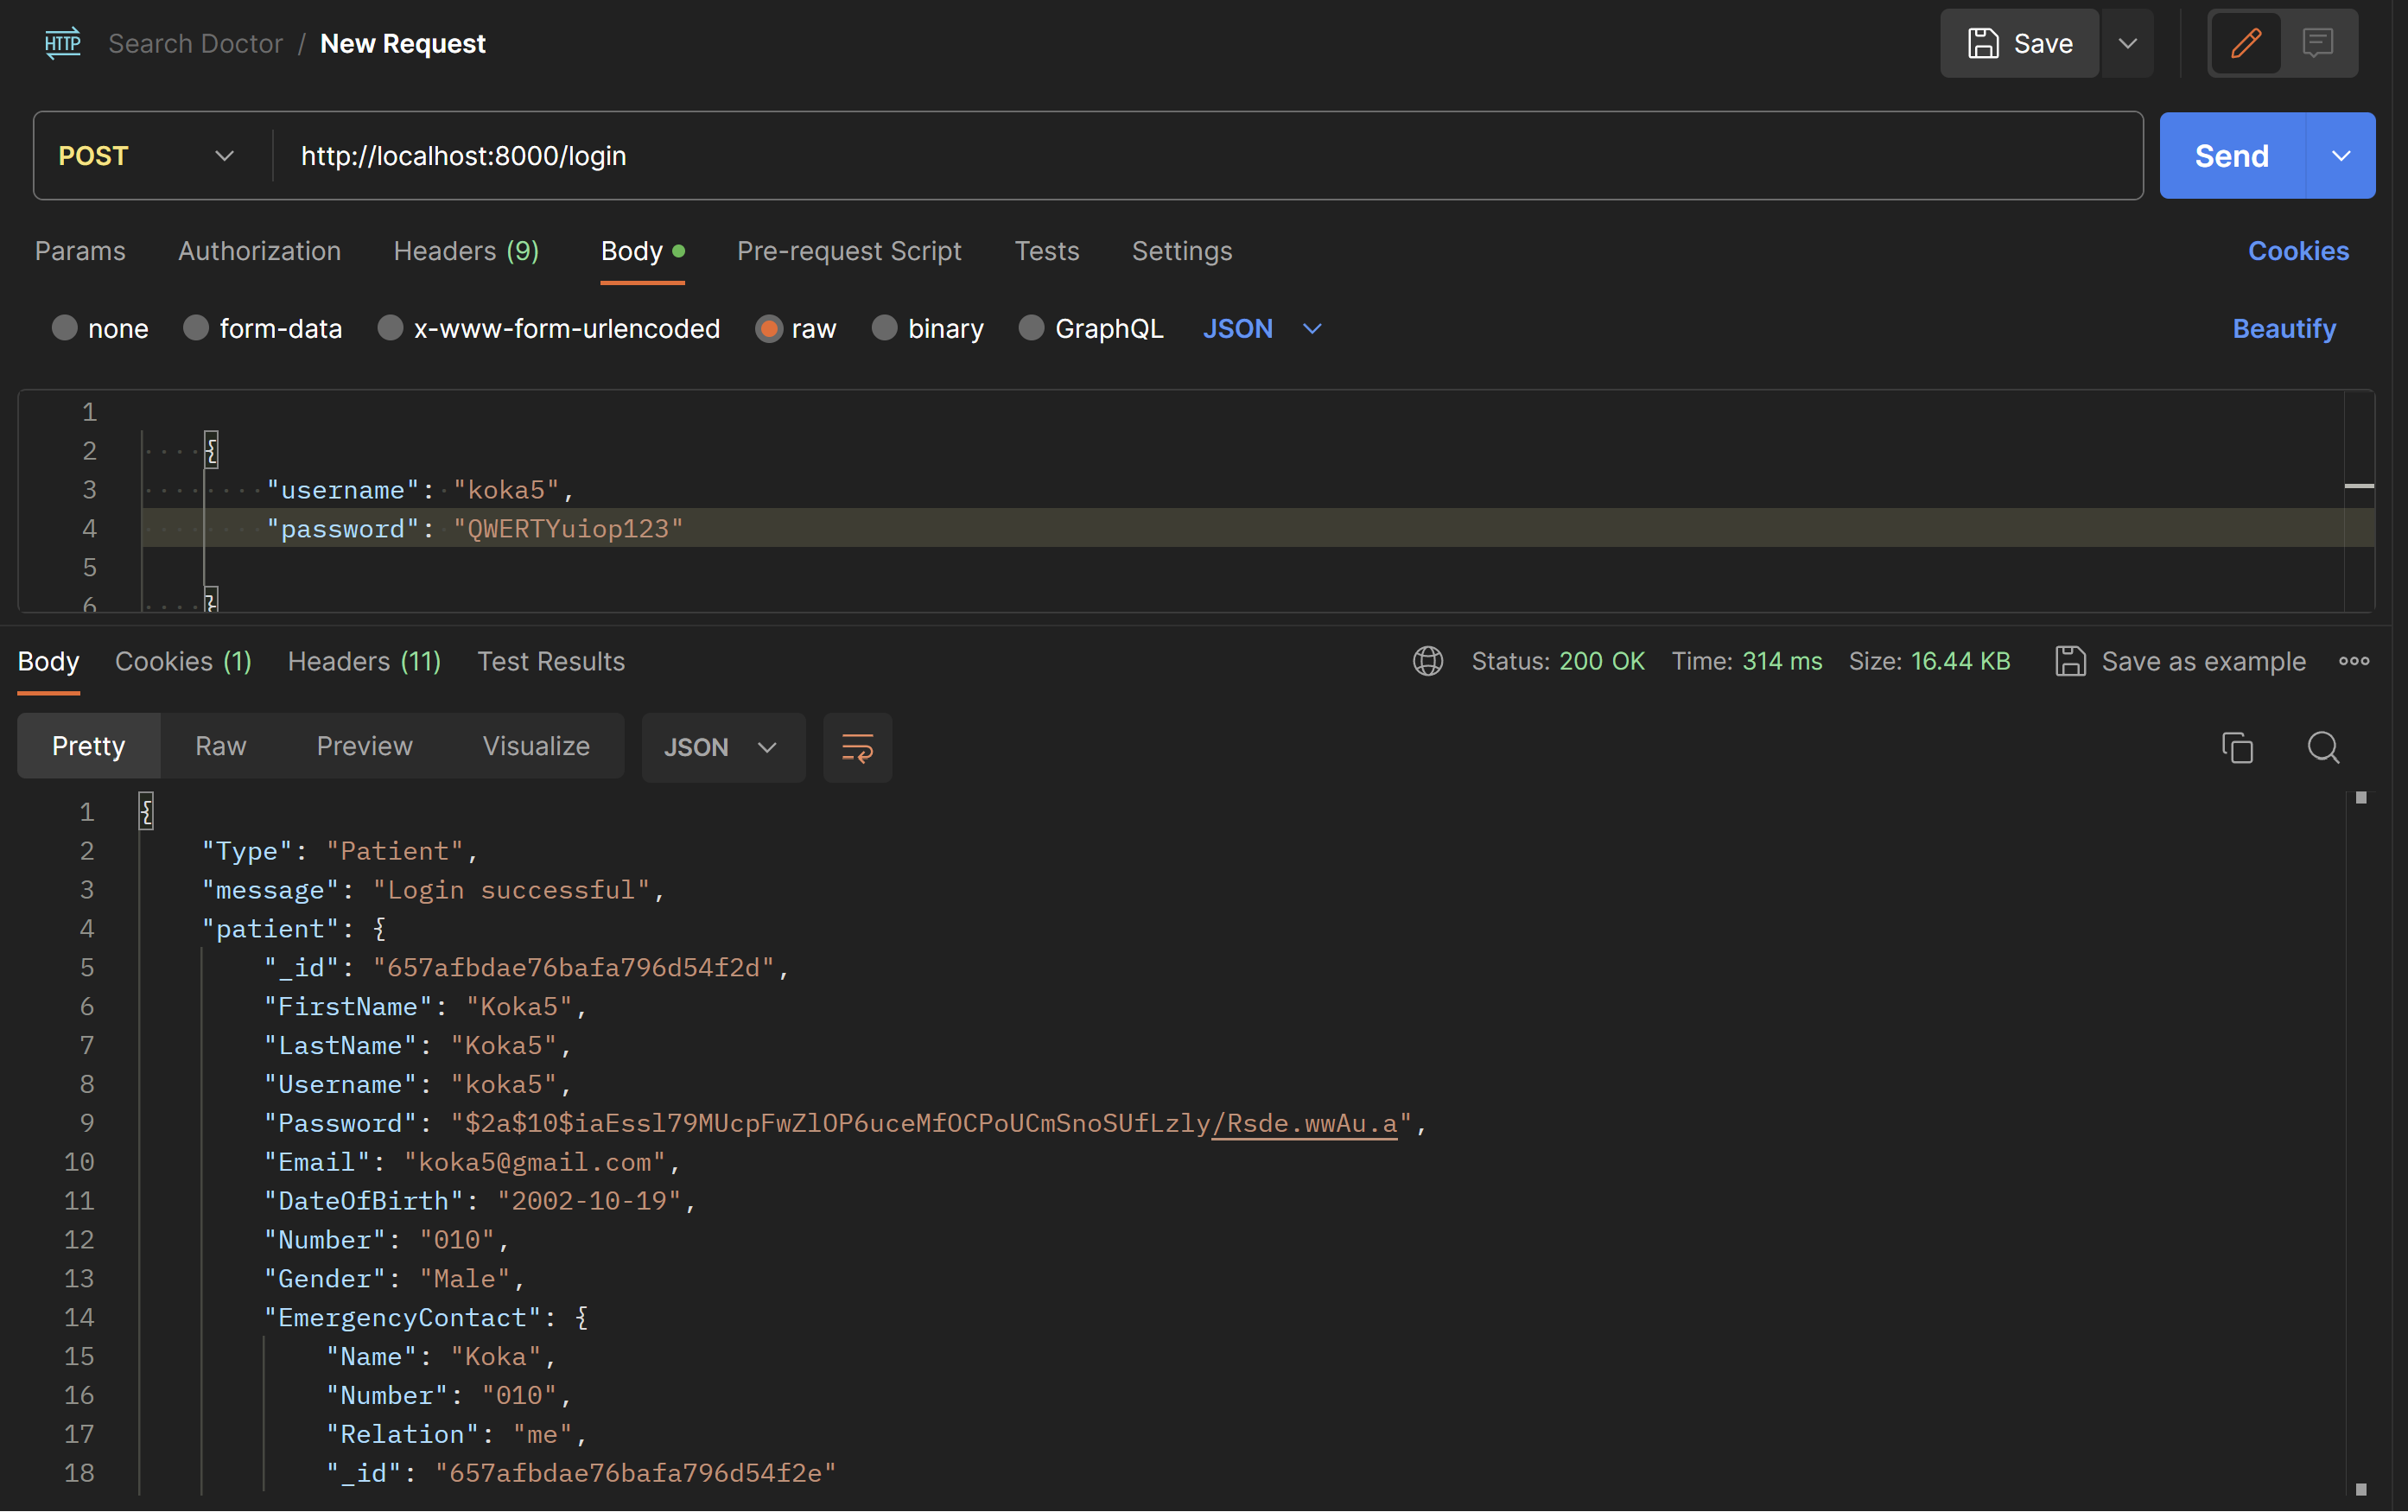 HTTP Search Doctor / New Request Save
POST http://localhost:8000/login Send
Params Authorization Headers (9) Body Pre-request Script Tests Settings Cookies
none form-data x-www-form-urlencoded raw binary GraphQL JSON Beautify
1
2 {
3 "username": "koka5",
4 "password": "QWERTYuiop123"
5
6 }
Body Cookies (1) Headers (11) Test Results Status: 200 OK Time: 314 ms Size: 16.44 KB Save as example
Pretty Raw Preview Visualize JSON
1 {
2 "Type": "Patient",
3 "message": "Login successful",
4 "patient": {
5 "_id": "657afbdae76bafa796d54f2d",
6 "FirstName": "Koka5",
7 "LastName": "Koka5",
8 "Username": "koka5",
9 "Password": "$2a$10$iaEssl79MUcpFwZlOP6uceMfOCPoUCmSnoSUfLzly/Rsde.wwAu.a",
10 "Email": "koka5@gmail.com",
11 "DateOfBirth": "2002-10-19",
12 "Number": "010",
13 "Gender": "Male",
14 "EmergencyContact": {
15 "Name": "Koka",
16 "Number": "010",
17 "Relation": "me",
18 "_id": "657afbdae76bafa796d54f2e"